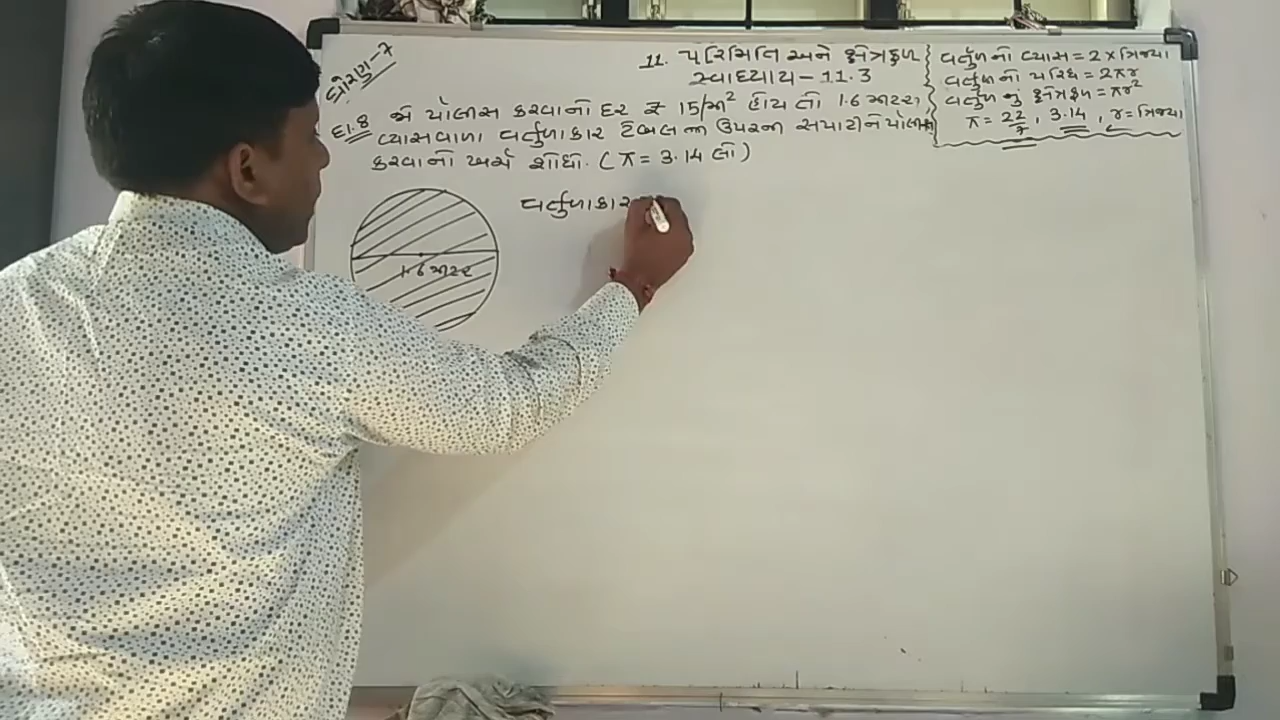 ધોરણ-7
11. પરિમિતિ અને ક્ષેત્રફળ
સ્વાધ્યાય-11.3
વર્તુળનો વ્યાસ = 2 × ત્રિજ્યા
વર્તુળનો પરિઘ = 2πr
વર્તુળનું ક્ષેત્રફળ = πr²
π = 22/7, 3.14, r = ત્રિજ્યા
દા.8 જો પોલીસ કરવાનો દર ₹ 15/મી² હોય તો 1.6 મીટર
વ્યાસવાળા વર્તુળાકાર ટેબલના ઉપરની સપાટીને પોલીસ
કરવાનો ખર્ચ શોધો. (π = 3.14 લો)
1.6 મીટર
વર્તુળાકાર